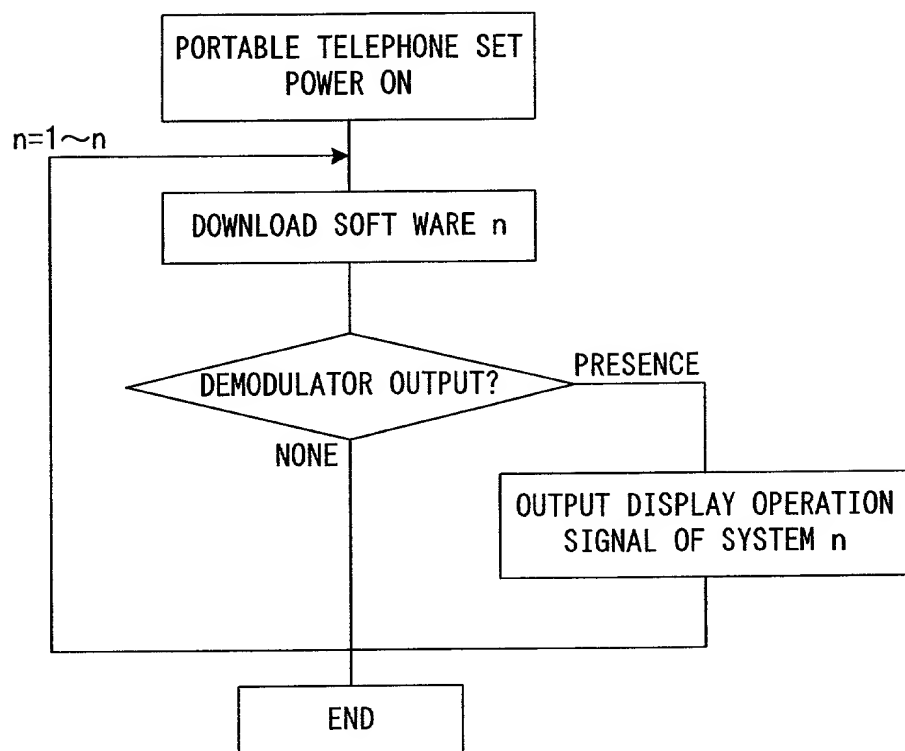 PORTABLE TELEPHONE SET
POWER ON
n=1～n
DOWNLOAD SOFT WARE n
DEMODULATOR OUTPUT?
PRESENCE
NONE
OUTPUT DISPLAY OPERATION
SIGNAL OF SYSTEM n
END